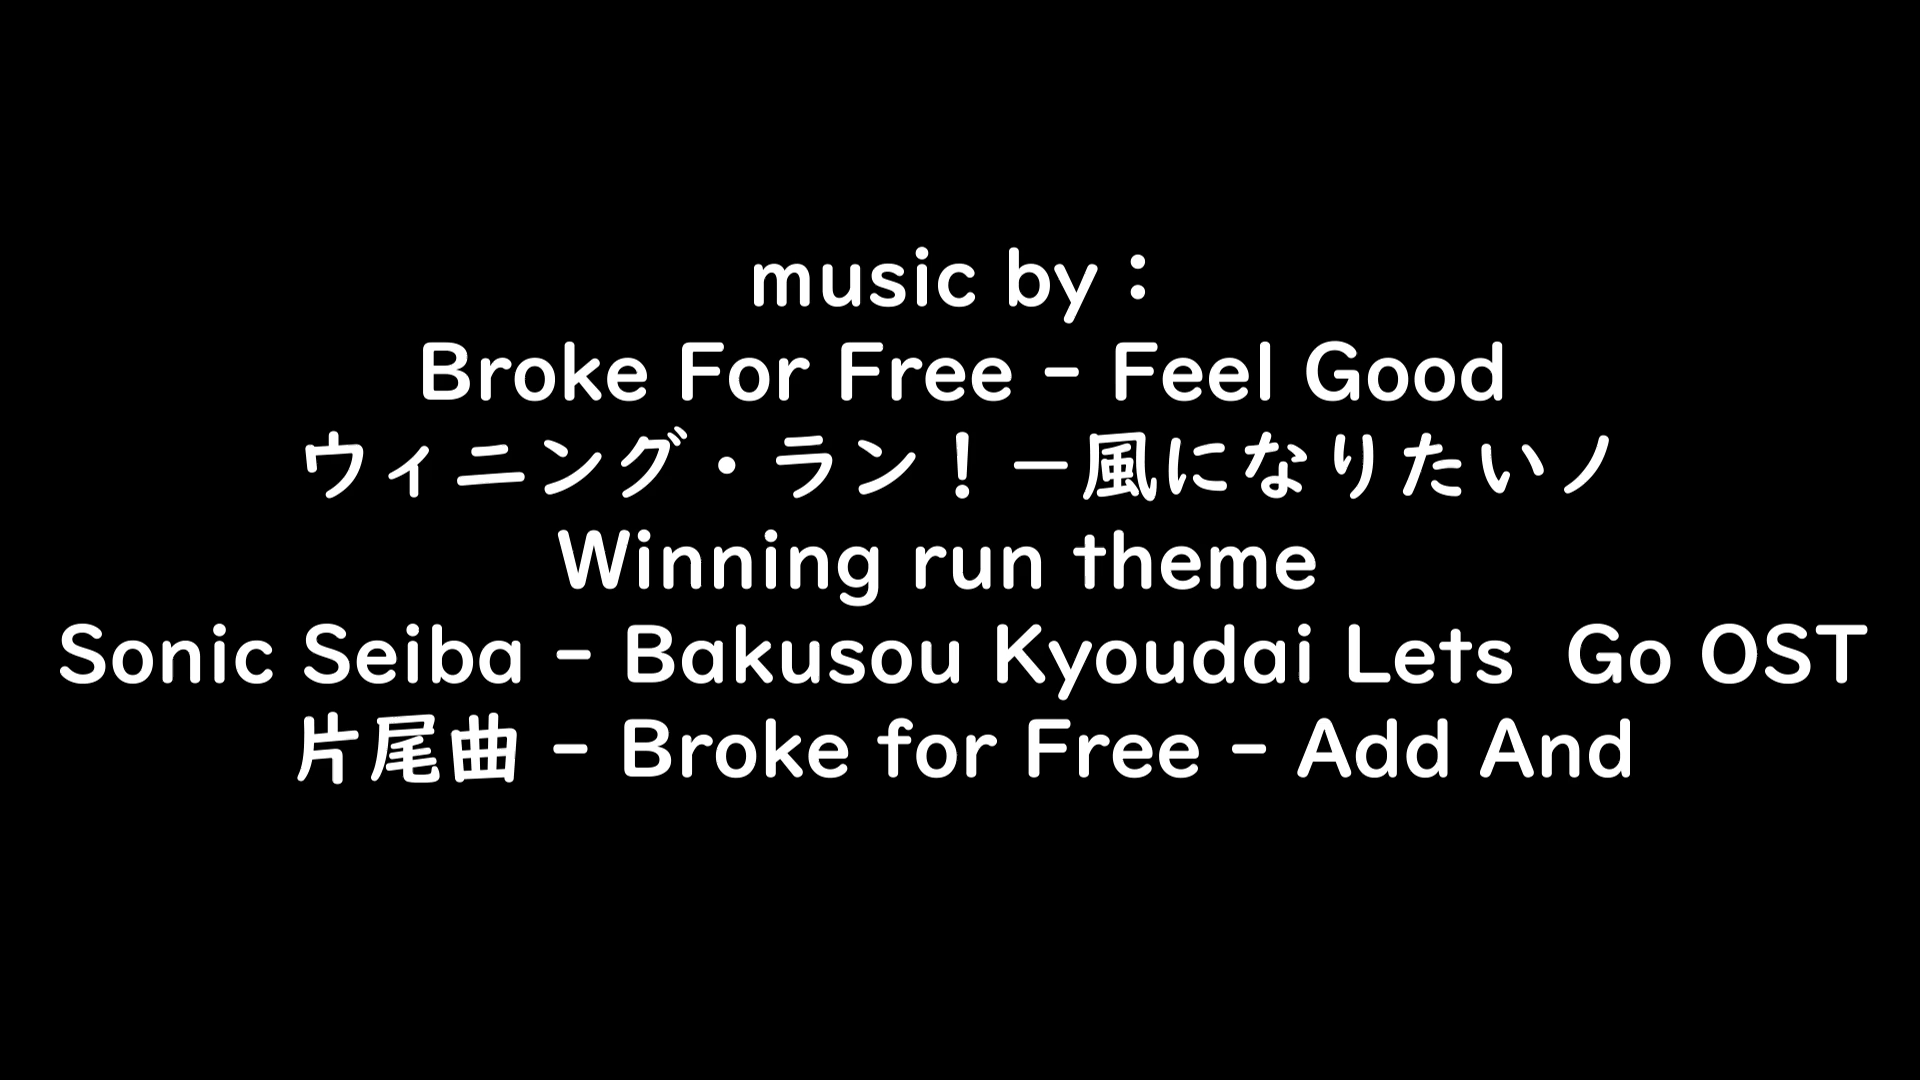 music by：
Broke For Free - Feel Good
ウィニング・ラン！－風になりたいノ
Winning run theme
Sonic Seiba - Bakusou Kyoudai Lets  Go OST
片尾曲 - Broke for Free - Add And